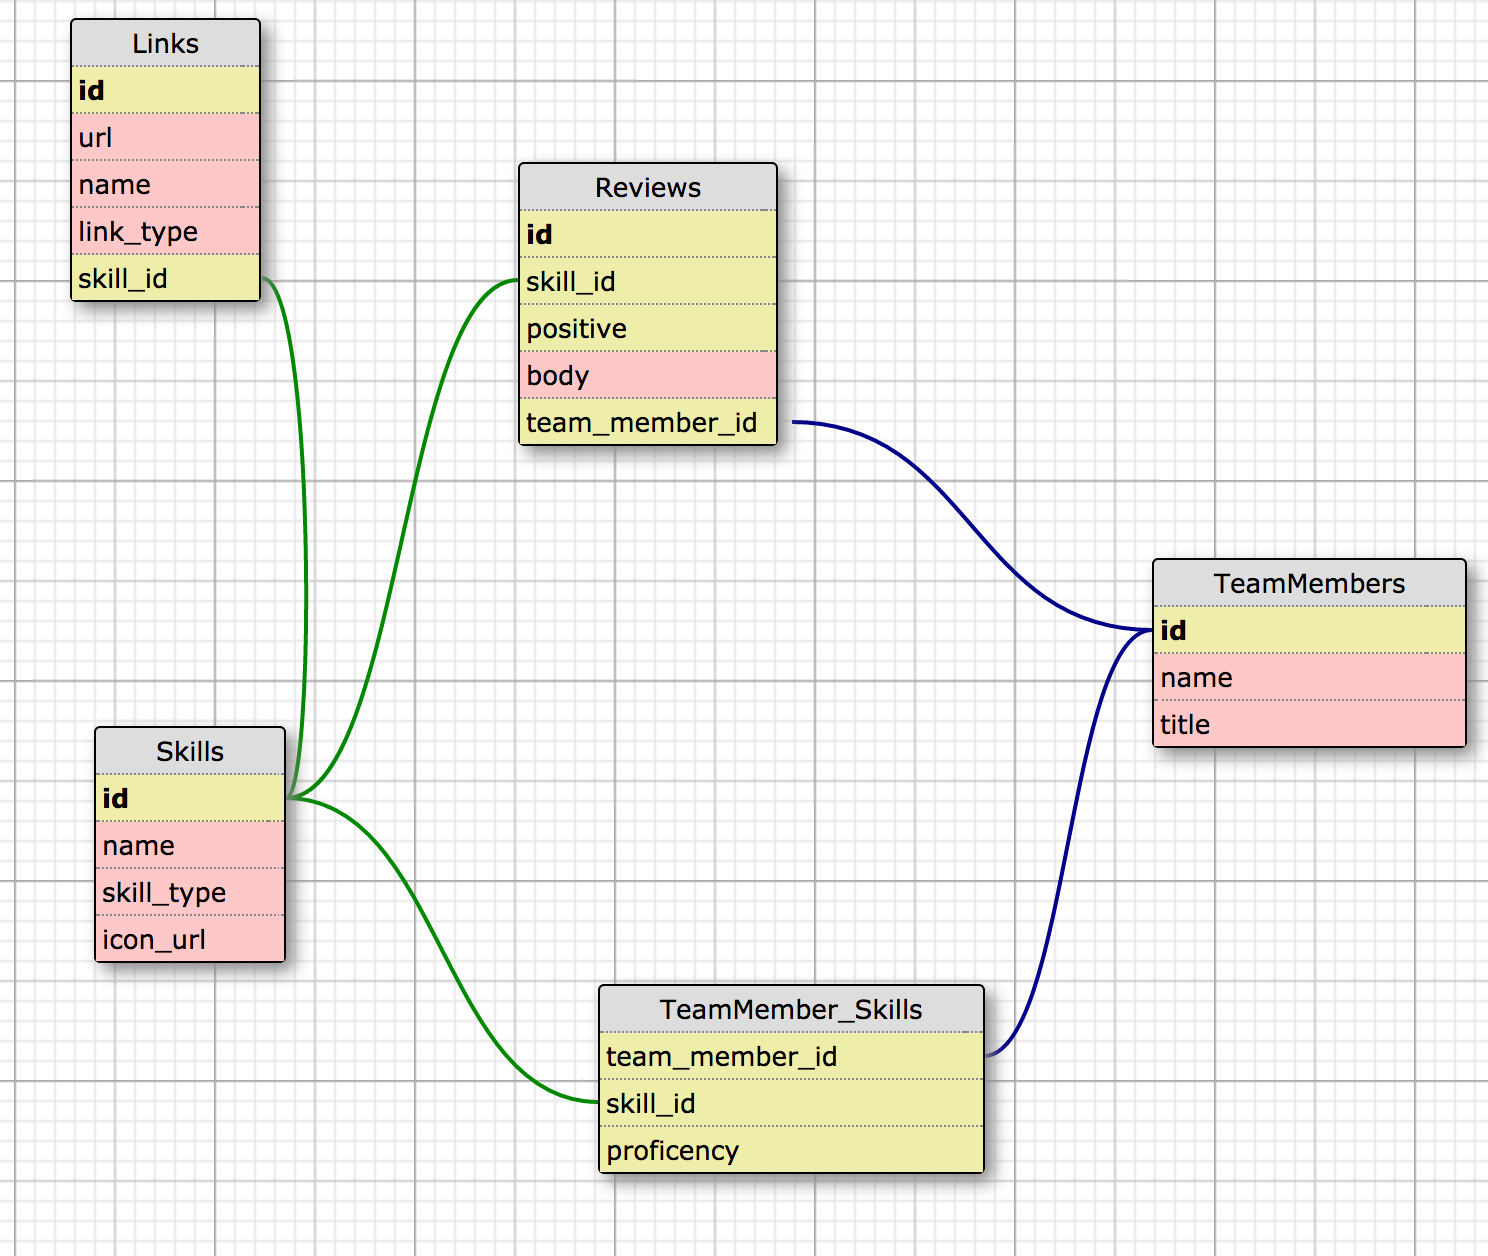 Links
id
url
name
link_type
skill_id
Reviews
id
skill_id
positive
body
team_member_id
TeamMembers
id
name
title
Skills
id
name
skill_type
icon_url
TeamMember_Skills
team_member_id
skill_id
proficency